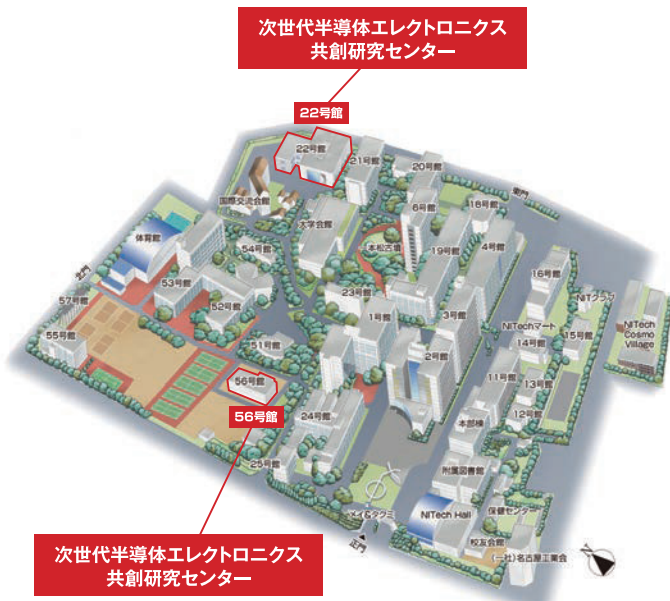 次世代半導体エレクトロニクス
共創研究センター
22号館
22号館
21号館
20号館
東門
国際交流会館
6号館
18号館
大学会館
体育館
54号館
一本松古墳
19号館
4号館
北門
53号館
16号館
57号館
52号館
23号館
NITクラブ
3号館
55号館
1号館
NITechマート
NITech
Cosmo
Village
51号館
2号館
14号館
15号館
56号館
11号館
13号館
56号館
24号館
12号館
本部棟
25号館
附属図書館
メイ&タクミ
NITech Hall
保健センター
正門
校友会館
(一社)名古屋工業会
N
次世代半導体エレクトロニクス
共創研究センター